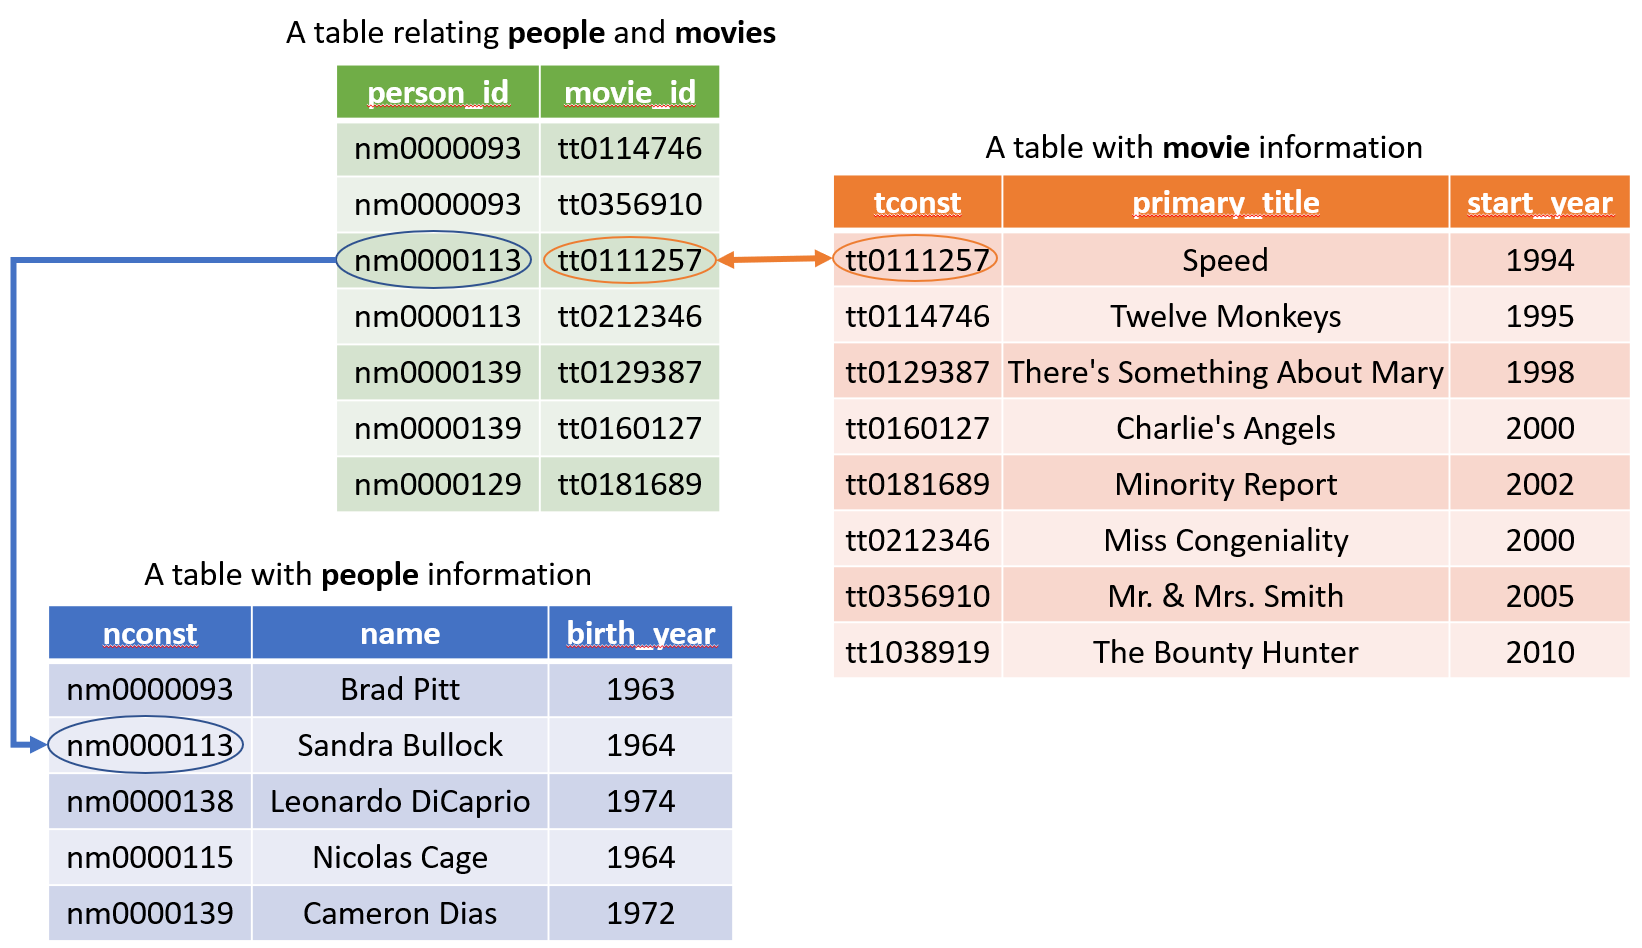 A table relating people and movies
person_id movie_id
nm0000093 tt0114746
nm0000093 tt0356910
nm0000113 tt0111257
nm0000113 tt0212346
nm0000139 tt0129387
nm0000139 tt0160127
nm0000129 tt0181689
A table with movie information
tconst primary_title start_year
tt0111257 Speed 1994
tt0114746 Twelve Monkeys 1995
tt0129387 There's Something About Mary 1998
tt0160127 Charlie's Angels 2000
tt0181689 Minority Report 2002
tt0212346 Miss Congeniality 2000
tt0356910 Mr. & Mrs. Smith 2005
tt1038919 The Bounty Hunter 2010
A table with people information
nconst name birth_year
nm0000093 Brad Pitt 1963
nm0000113 Sandra Bullock 1964
nm0000138 Leonardo DiCaprio 1974
nm0000115 Nicolas Cage 1964
nm0000139 Cameron Dias 1972